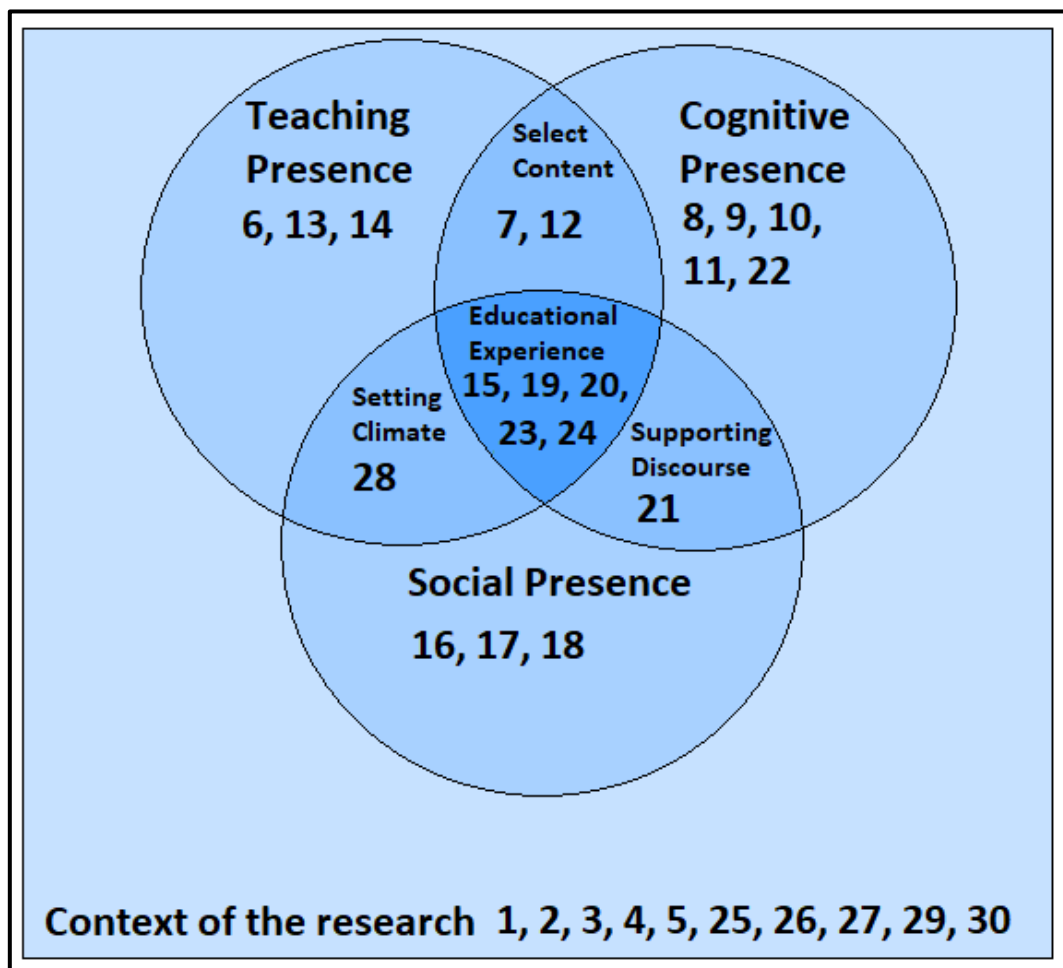 Teaching
Presence
6, 13, 14
Select
Content
7, 12
Cognitive
Presence
8, 9, 10,
11, 22
Educational
Experience
15, 19, 20,
23, 24
Setting
Climate
28
Supporting
Discourse
21
Social Presence
16, 17, 18
Context of the research 1, 2, 3, 4, 5, 25, 26, 27, 29, 30